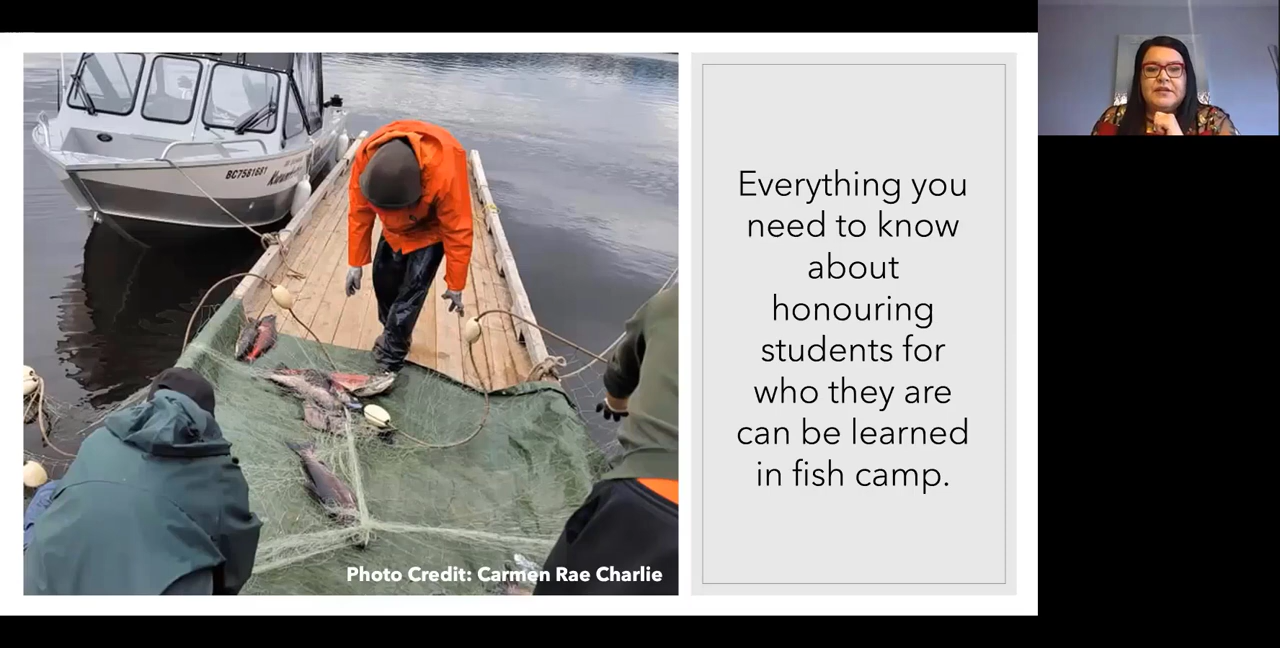 BC7581681
Photo Credit: Carmen Rae Charlie
Everything you
need to know
about
honouring
students for
who they are
can be learned
in fish camp.